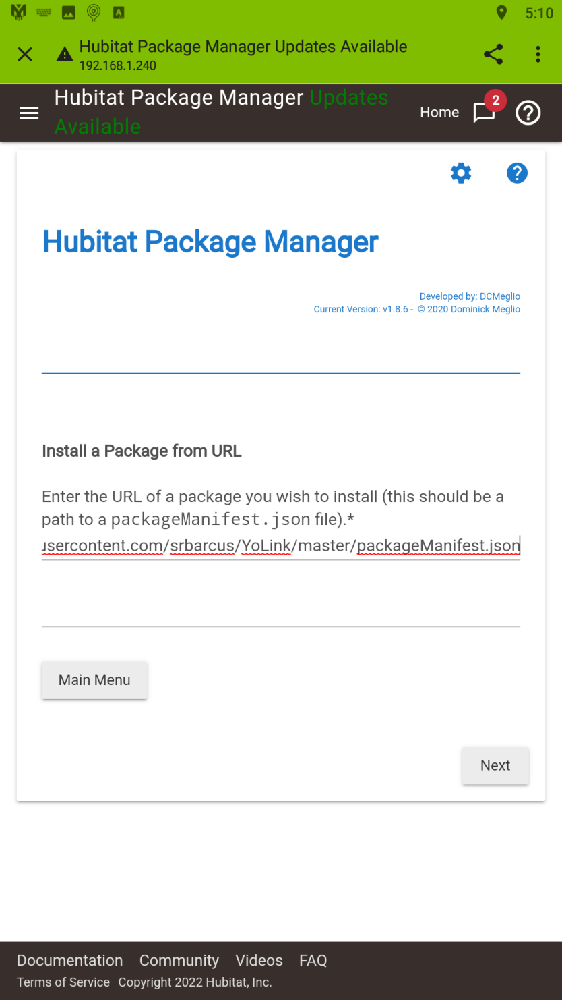 5:10
Hubitat Package Manager Updates Available
192.168.1.240
Hubitat Package Manager Updates
Available
Home
2
Hubitat Package Manager
Developed by: DCMeglio
Current Version: v1.8.6 - © 2020 Dominick Meglio
Install a Package from URL
Enter the URL of a package you wish to install (this should be a
path to a packageManifest.json file).*
usercontent.com/srbarcus/YoLink/master/packageManifest.json
Main Menu
Next
Documentation Community Videos FAQ
Terms of Service Copyright 2022 Hubitat, Inc.